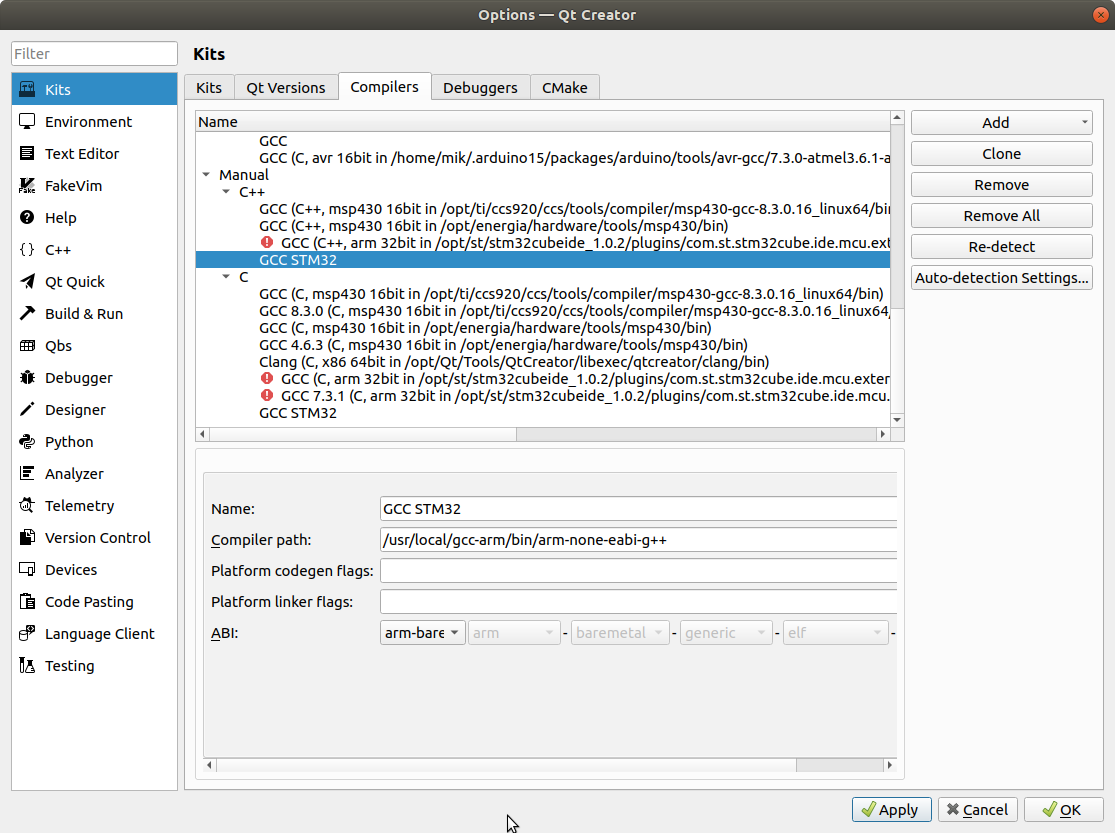 Options — Qt Creator
Filter
Kits
Environment
Text Editor
FakeVim
Help
C++
Qt Quick
Build & Run
Qbs
Debugger
Designer
Python
Analyzer
Telemetry
Version Control
Devices
Code Pasting
Language Client
Testing
Kits
Kits Qt Versions Compilers Debuggers CMake
Name
GCC
GCC (C, avr 16bit in /home/mik/.arduino15/packages/arduino/tools/avr-gcc/7.3.0-atmel3.6.1-a
Manual
C++
GCC (C++, msp430 16bit in /opt/ti/ccs920/ccs/tools/compiler/msp430-gcc-8.3.0.16_linux64/bin
GCC (C++, msp430 16bit in /opt/energia/hardware/tools/msp430/bin)
GCC (C++, arm 32bit in /opt/st/stm32cubeide_1.0.2/plugins/com.st.stm32cube.ide.mcu.ext
GCC STM32
C
GCC (C, msp430 16bit in /opt/ti/ccs920/ccs/tools/compiler/msp430-gcc-8.3.0.16_linux64/bin)
GCC 8.3.0 (C, msp430 16bit in /opt/ti/ccs920/ccs/tools/compiler/msp430-gcc-8.3.0.16_linux64/
GCC (C, msp430 16bit in /opt/energia/hardware/tools/msp430/bin)
GCC 4.6.3 (C, msp430 16bit in /opt/energia/hardware/tools/msp430/bin)
Clang (C, x86 64bit in /opt/Qt/Tools/QtCreator/libexec/qtcreator/clang/bin)
GCC (C, arm 32bit in /opt/st/stm32cubeide_1.0.2/plugins/com.st.stm32cube.ide.mcu.exter
GCC 7.3.1 (C, arm 32bit in /opt/st/stm32cubeide_1.0.2/plugins/com.st.stm32cube.ide.mcu.
GCC STM32
Add
Clone
Remove
Remove All
Re-detect
Auto-detection Settings...
Name: GCC STM32
Compiler path: /usr/local/gcc-arm/bin/arm-none-eabi-g++
Platform codegen flags:
Platform linker flags:
ABI: arm-bare arm - baremetal - generic - elf -
Apply Cancel OK